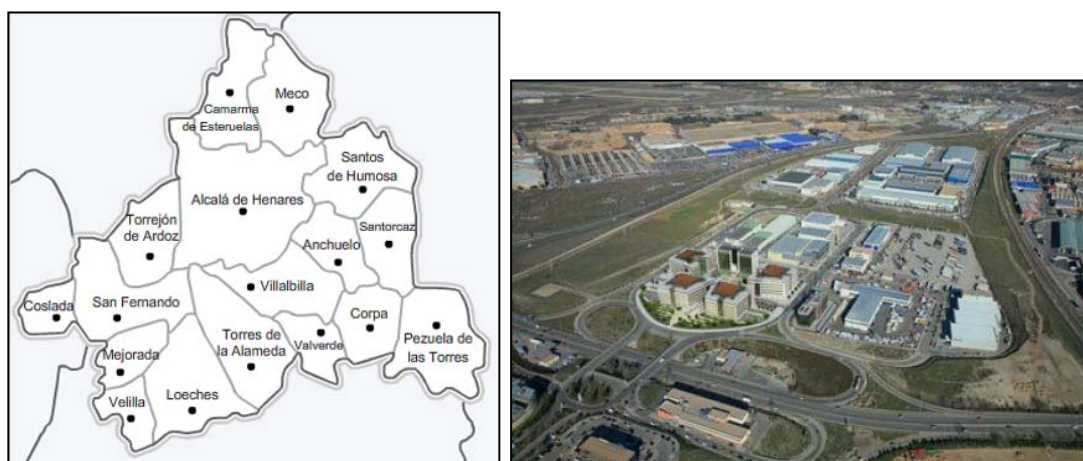 Camarma
de Esteruelas
Meco
Santos
de Humosa
Alcalá de Henares
Torrejón
de Ardoz
Anchuelo
Santorcaz
Villalbilla
Coslada
San Fernando
Corpa
Torres de
la Alameda
Valverde
Pezuela de
las Torres
Mejorada
Loeches
Velilla